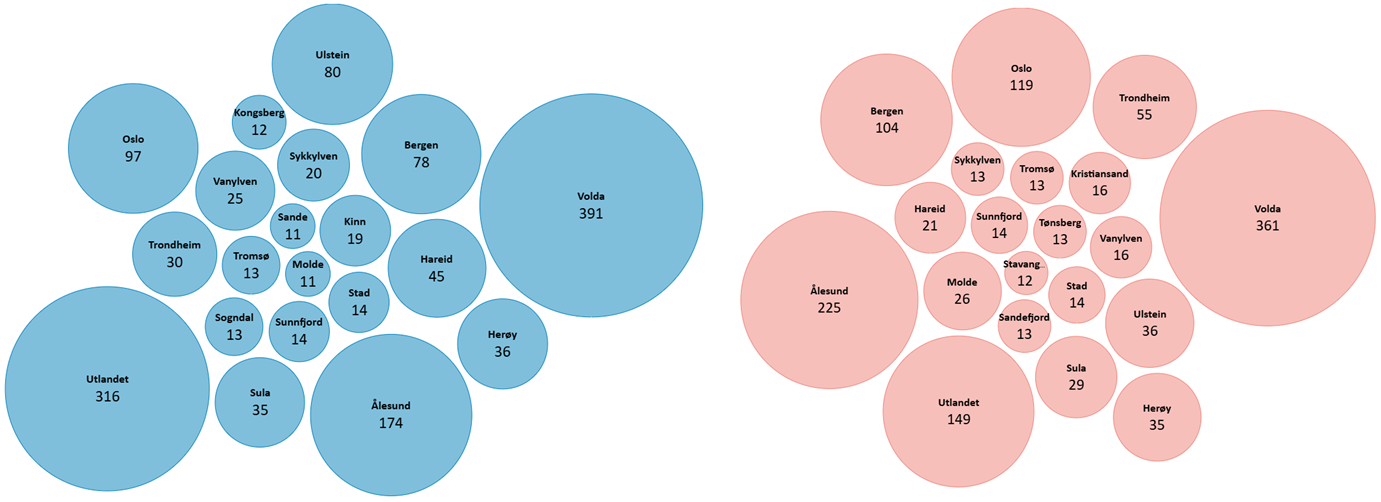 Ulstein
80
Kongsberg
12
Oslo
97
Bergen
78
Sykkylven
20
Vanylven
25
Volda
391
Sande
11
Kinn
19
Trondheim
30
Tromsø
13
Molde
11
Hareid
45
Stad
14
Sogndal
13
Sunnfjord
14
Herøy
36
Utlandet
316
Sula
35
Ålesund
174
Oslo
119
Trondheim
55
Bergen
104
Sykkylven
13
Tromsø
13
Kristiansand
16
Hareid
21
Sunnfjord
14
Tønsberg
13
Volda
361
Vanylven
16
Stavang...
12
Molde
26
Stad
14
Ålesund
225
Sandefjord
13
Ulstein
36
Sula
29
Utlandet
149
Herøy
35